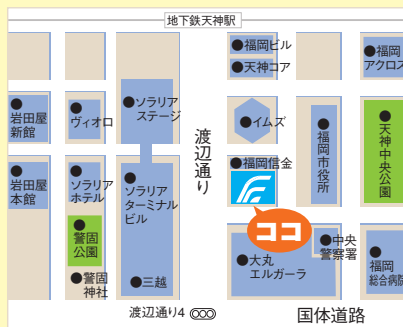 地下鉄天神駅
福岡ビル
天神コア
福岡
アクロス
岩田屋
新館
ヴィオロ
ソラリア
ステージ
渡辺通り
イムズ
福岡市役所
天神中央公園
福岡信金
岩田屋
本館
ソラリア
ホテル
ソラリア
ターミナル
ビル
ココ
警固
公園
中央
警察署
大丸
エルガーラ
福岡
総合病院
警固
神社
三越
渡辺通り4
国体道路